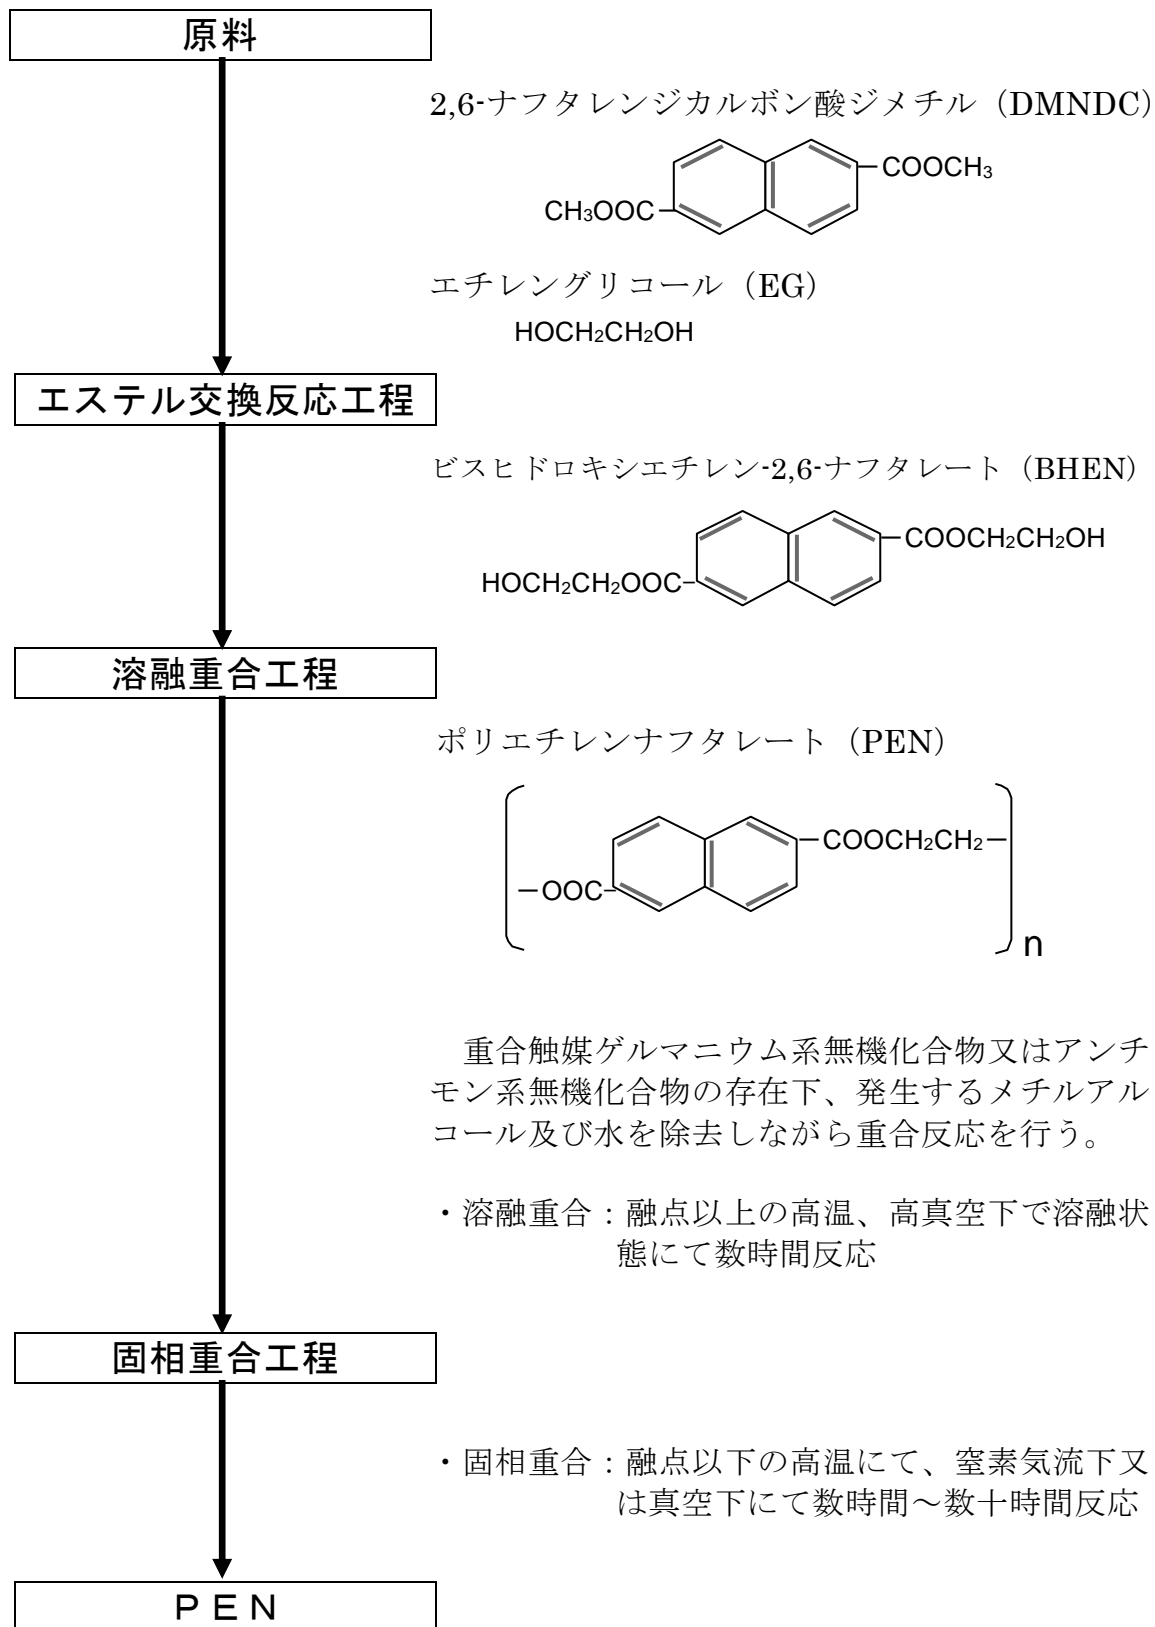 原料
2,6-ナフタレンジカルボン酸ジメチル（DMNDC）
COOCH3
CH3OOC
エチレングリコール（EG）
HOCH2CH2OH
エステル交換反応工程
ビスヒドロキシエチレン-2,6-ナフタレート（BHEN）
COOCH2CH2OH
HOCH2CH2OOC
溶融重合工程
ポリエチレンナフタレート（PEN）
COOCH2CH2
OOC
n
重合触媒ゲルマニウム系無機化合物又はアンチ
モン系無機化合物の存在下、発生するメチルアル
コール及び水を除去しながら重合反応を行う。
・溶融重合：融点以上の高温、高真空下で溶融状
態にて数時間反応
固相重合工程
・固相重合：融点以下の高温にて、窒素気流下又
は真空下にて数時間～数十時間反応
ＰＥＮ